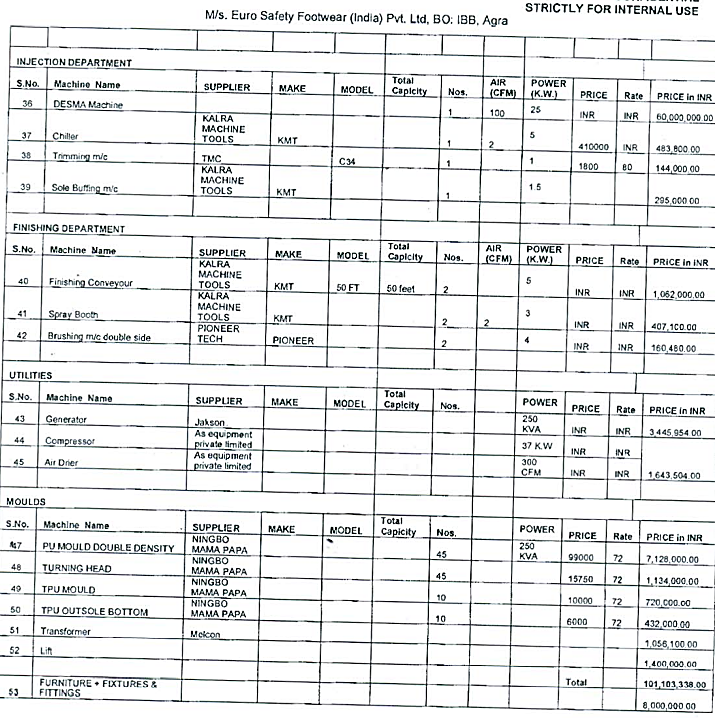 STRICTLY FOR INTERNAL USE
M/s. Euro Safety Footwear (India) Pvt. Ltd, BO: IBB, Agra
INJECTION DEPARTMENT
S.No. Machine Name SUPPLIER MAKE MODEL Total Capicity Nos. AIR (CFM) POWER (K.W.) PRICE Rate PRICE in INR
36 DESMA Machine 1 100 25 INR INR 60,000,000.00
37 Chiller KALRA MACHINE TOOLS KMT 1 2 5 410000 INR 483,800.00
38 Trimming m/c TMC C34 1 1 1800 80 144,000.00
39 Sole Buffing m/c KALRA MACHINE TOOLS KMT 1 1.5 295,000.00
FINISHING DEPARTMENT
S.No. Machine Name SUPPLIER MAKE MODEL Total Capicity Nos. AIR (CFM) POWER (K.W.) PRICE Rate PRICE in INR
40 Finishing Conveyour KALRA MACHINE TOOLS KMT 50 FT 50 feet 2 5 INR INR 1,062,000.00
41 Spray Booth KALRA MACHINE TOOLS KMT 2 2 3 INR INR 407,100.00
42 Brushing m/c double side PIONEER TECH PIONEER 2 4 INR INR 160,480.00
UTILITIES
S.No. Machine Name SUPPLIER MAKE MODEL Total Capicity Nos. POWER PRICE Rate PRICE in INR
43 Generator Jakson 250 KVA INR INR 3,445,954.00
44 Compressor As equipment private limited 37 K.W INR INR
45 Air Drier As equipment private limited 300 CFM INR INR 1,643,504.00
MOULDS
S.No. Machine Name SUPPLIER MAKE MODEL Total Capicity Nos. POWER PRICE Rate PRICE in INR
47 PU MOULD DOUBLE DENSITY NINGBO MAMA PAPA 45 250 KVA 99000 72 7,128,000.00
48 TURNING HEAD NINGBO MAMA PAPA 45 15750 72 1,134,000.00
49 TPU MOULD NINGBO MAMA PAPA 10 10000 72 720,000.00
50 TPU OUTSOLE BOTTOM NINGBO MAMA PAPA 10 6000 72 432,000.00
51 Transformer Melcon 1,056,100.00
52 Lift 1,400,000.00
Total 101,103,338.00
53 FURNITURE + FIXTURES & FITTINGS 8,000,000.00